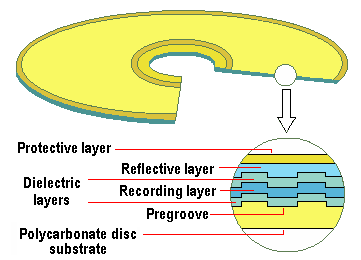 Protective layer
Reflective layer
Dielectric
layers
Recording layer
Pregroove
Polycarbonate disc
substrate